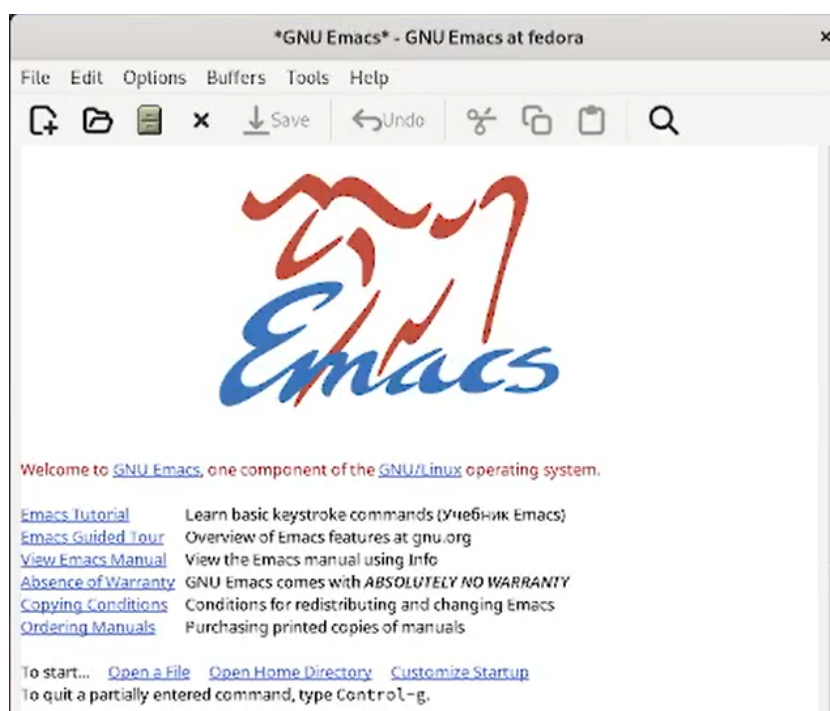 *GNU Emacs* - GNU Emacs at fedora
File Edit Options Buffers Tools Help
Save Undo
Emacs
Welcome to GNU Emacs, one component of the GNU/Linux operating system.
Emacs Tutorial Learn basic keystroke commands (Учебник Emacs)
Emacs Guided Tour Overview of Emacs features at gnu.org
View Emacs Manual View the Emacs manual using Info
Absence of Warranty GNU Emacs comes with ABSOLUTELY NO WARRANTY
Copying Conditions Conditions for redistributing and changing Emacs
Ordering Manuals Purchasing printed copies of manuals
To start... Open a File Open Home Directory Customize Startup
To quit a partially entered command, type Control-g.